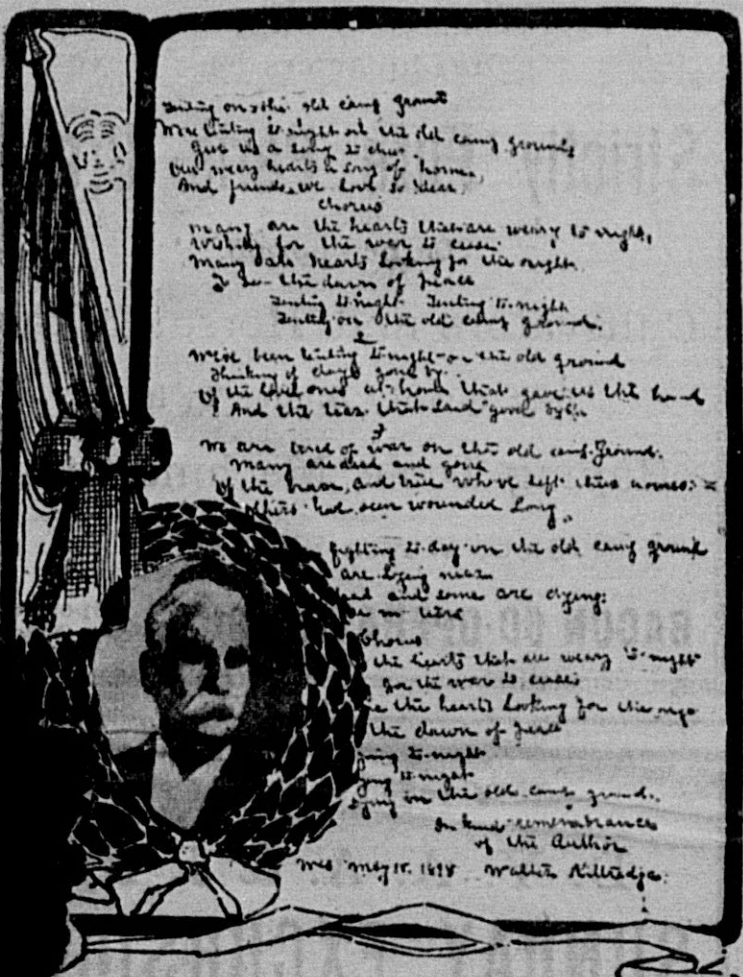 Tenting on the old camp ground
We're tenting to night on the old camp ground,
Give us a song to cheer
Our weary hearts a song of home,
And friends we love so dear.
Chorus
Many are the hearts that are weary to night,
Wishing for the war to cease.
Many are hearts looking for the right
To see the dawn of peace
Tenting to night Tenting to-night
Tenting on the old camp ground.
2
We've been tenting to night on the old ground
Thinking of days gone by.
Of the love ones at home that gave us the hand
And the tear that said good bye
3
We are tired of war on the old camp ground.
Many are dead and gone
Of the brave, and true who've left their homes:
Others been wounded long.
fighting to-day on the old camp ground
are lying near
and some are dying:
in tears
Chorus
the hearts that are weary to-night
for the war to cease
the hearts looking for the
the dawn of peace
to-night
to-night
on the old camp ground.
In kind remembrance
of the Author
May 18. 1898 Walter Kittredge.